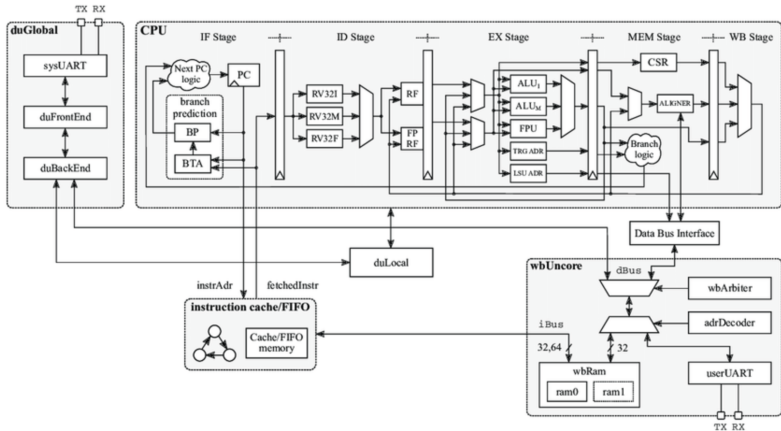 TX RX
duGlobal
sysUART
duFrontEnd
duBackEnd
CPU
IF Stage
ID Stage
EX Stage
MEM Stage
WB Stage
Next PC
logic
PC
branch
prediction
BP
BTA
RV32I
RV32M
RV32F
RF
FP
RF
ALU_I
ALU_M
FPU
TRG ADR
LSU ADR
CSR
ALIGNER
Branch
logic
Data Bus Interface
duLocal
instrAdr
fetchedInstr
instruction cache/FIFO
Cache/FIFO
memory
wbUncore
dBus
wbArbiter
adrDecoder
iBus
32,64
32
wbRam
ram0
ram1
userUART
TX RX